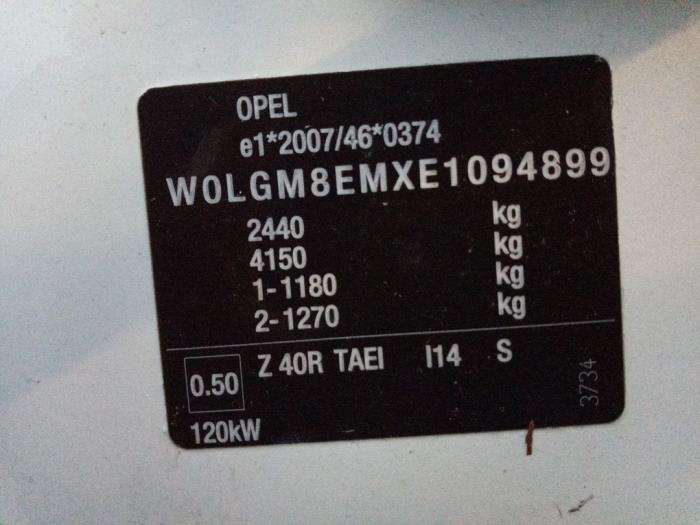 OPEL
e1*2007/46*0374
W0LGM8EMXE1094899
2440 kg
4150 kg
1-1180 kg
2-1270 kg
0.50 Z 40R TAEI I14 S
120kW
3734